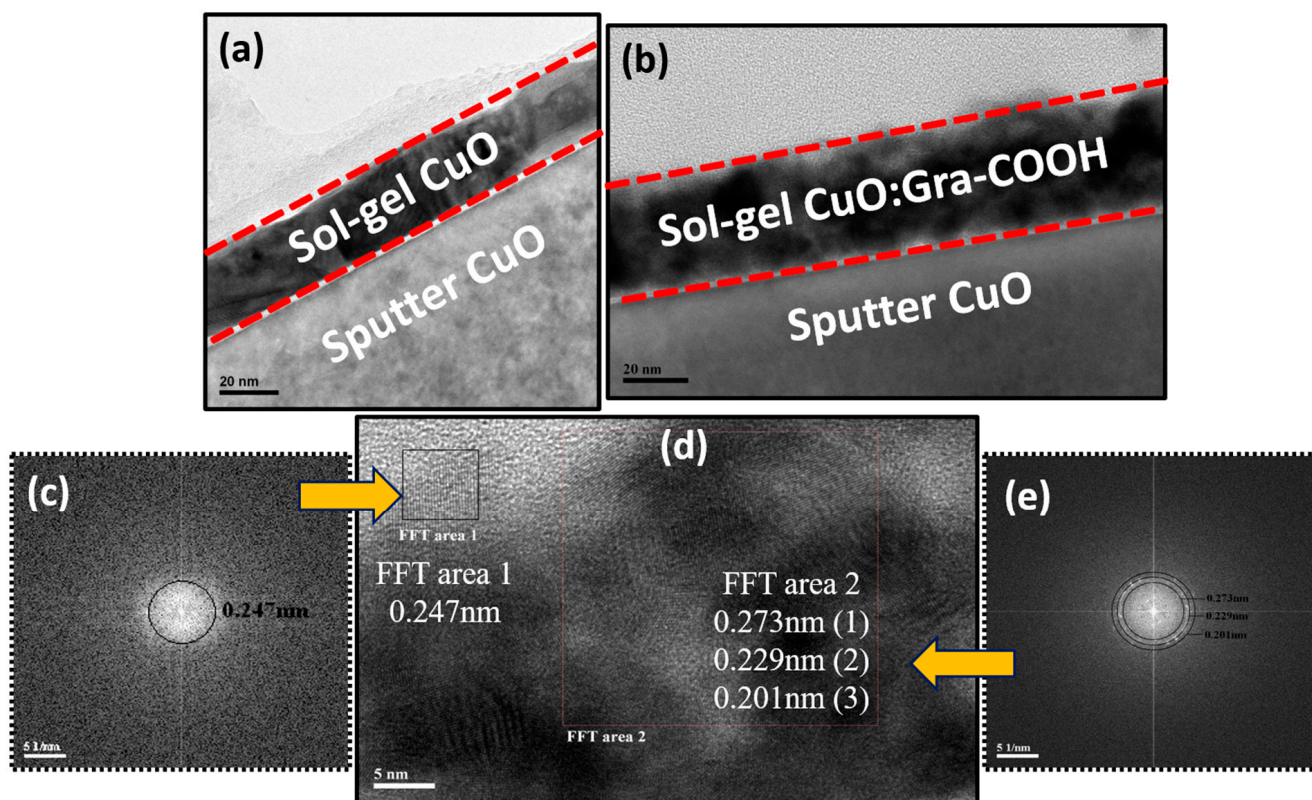 (a)
Sol-gel CuO
Sputter CuO
20 nm
(b)
Sol-gel CuO:Gra-COOH
Sputter CuO
20 nm
(c)
0.247nm
5 1/nm
(d)
FFT area 1
FFT area 1
0.247nm
FFT area 2
0.273nm (1)
0.229nm (2)
0.201nm (3)
FFT area 2
5 nm
(e)
0.273nm
0.229nm
0.201nm
5 1/nm